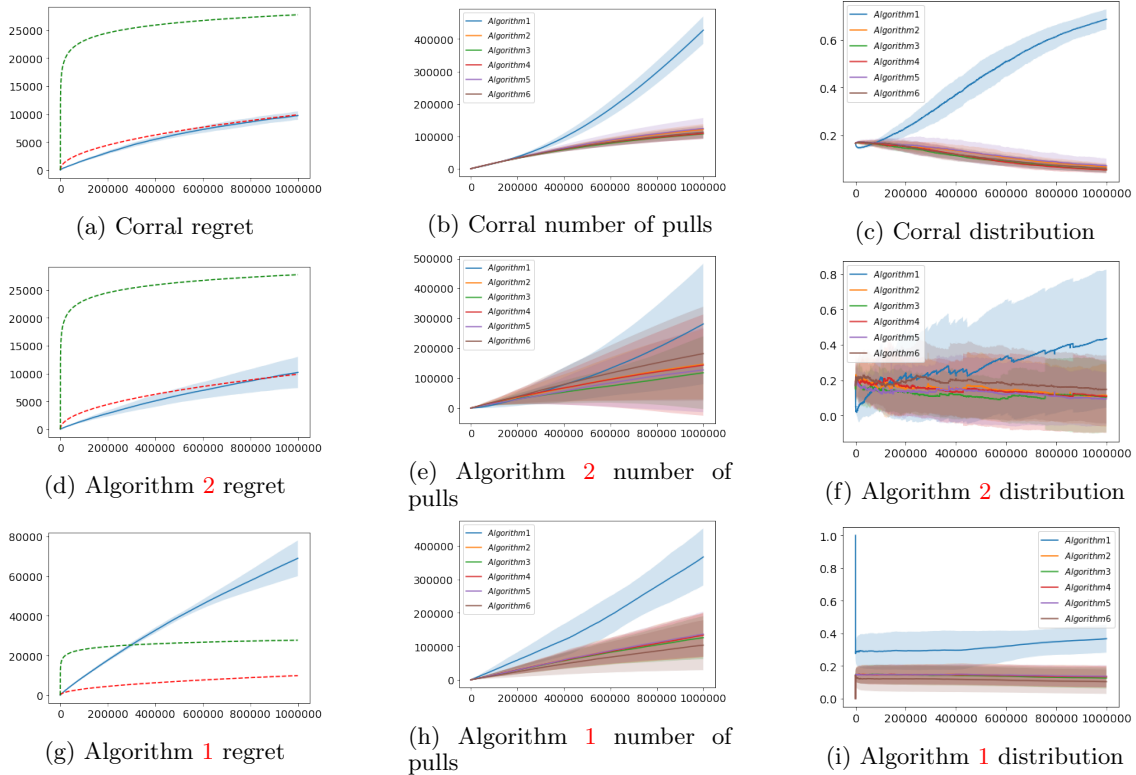 25000
20000
15000
10000
5000
0
0 200000 400000 600000 800000 1000000
(a) Corral regret
400000
300000
200000
100000
0
Algorithm1
Algorithm2
Algorithm3
Algorithm4
Algorithm5
Algorithm6
0 200000 400000 600000 800000 1000000
(b) Corral number of pulls
0.6
0.4
0.2
Algorithm1
Algorithm2
Algorithm3
Algorithm4
Algorithm5
Algorithm6
0 200000 400000 600000 800000 1000000
(c) Corral distribution
25000
20000
15000
10000
5000
0
0 200000 400000 600000 800000 1000000
(d) Algorithm 2 regret
500000
400000
300000
200000
100000
0
Algorithm1
Algorithm2
Algorithm3
Algorithm4
Algorithm5
Algorithm6
0 200000 400000 600000 800000 1000000
(e) Algorithm 2 number of
pulls
0.8
0.6
0.4
0.2
0.0
Algorithm1
Algorithm2
Algorithm3
Algorithm4
Algorithm5
Algorithm6
0 200000 400000 600000 800000 1000000
(f) Algorithm 2 distribution
80000
60000
40000
20000
0
0 200000 400000 600000 800000 1000000
(g) Algorithm 1 regret
400000
300000
200000
100000
0
Algorithm1
Algorithm2
Algorithm3
Algorithm4
Algorithm5
Algorithm6
0 200000 400000 600000 800000 1000000
(h) Algorithm 1 number of
pulls
1.0
0.8
0.6
0.4
0.2
0.0
Algorithm1
Algorithm2
Algorithm3
Algorithm4
Algorithm5
Algorithm6
0 200000 400000 600000 800000 1000000
(i) Algorithm 1 distribution